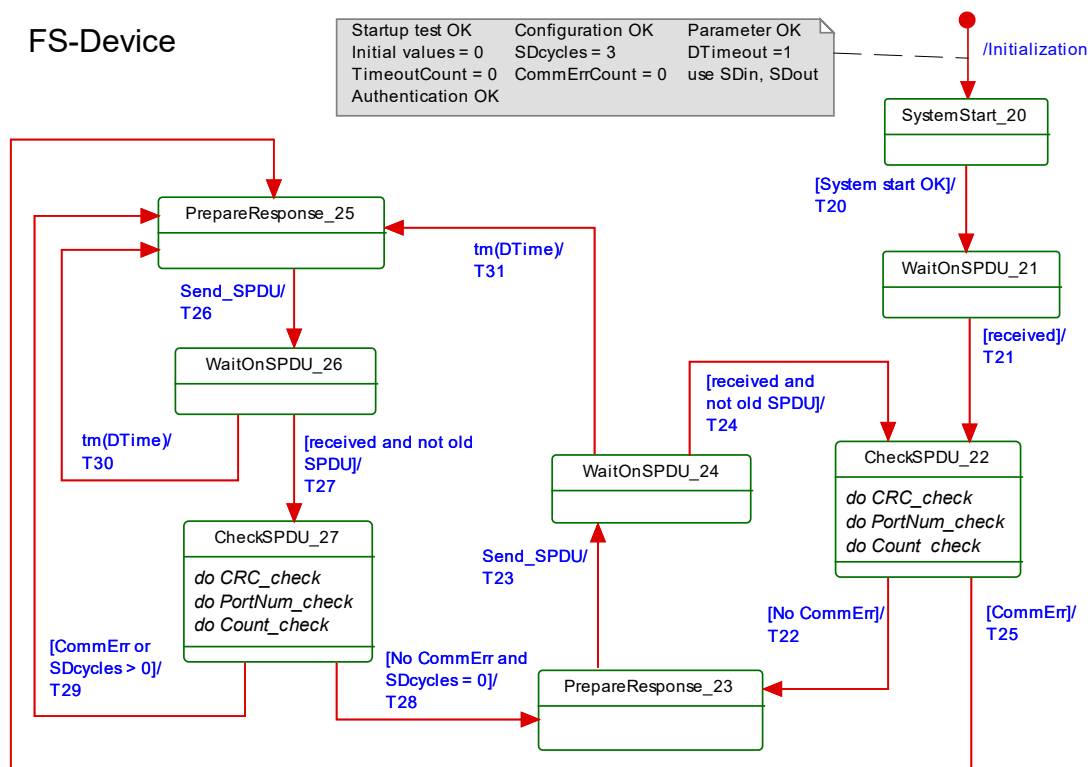 FS-Device
Startup test OK Configuration OK Parameter OK
Initial values = 0 SDcycles = 3 DTimeout =1
TimeoutCount = 0 CommErrCount = 0 use SDin, SDout
Authentication OK
/Initialization
SystemStart_20
[System start OK]/
T20
WaitOnSPDU_21
[received]/
T21
PrepareResponse_25
tm(DTime)/
T31
Send_SPDU/
T26
WaitOnSPDU_26
[received and
not old SPDU]/
T24
tm(DTime)/
T30
[received and not old
SPDU]/
T27
WaitOnSPDU_24
CheckSPDU_22
do CRC_check
do PortNum_check
do Count check
CheckSPDU_27
do CRC_check
do PortNum_check
do Count_check
Send_SPDU/
T23
[No CommErr]/
T22
[CommErr]/
T25
[CommErr or
SDcycles > 0]/
T29
[No CommErr and
SDcycles = 0]/
T28
PrepareResponse_23